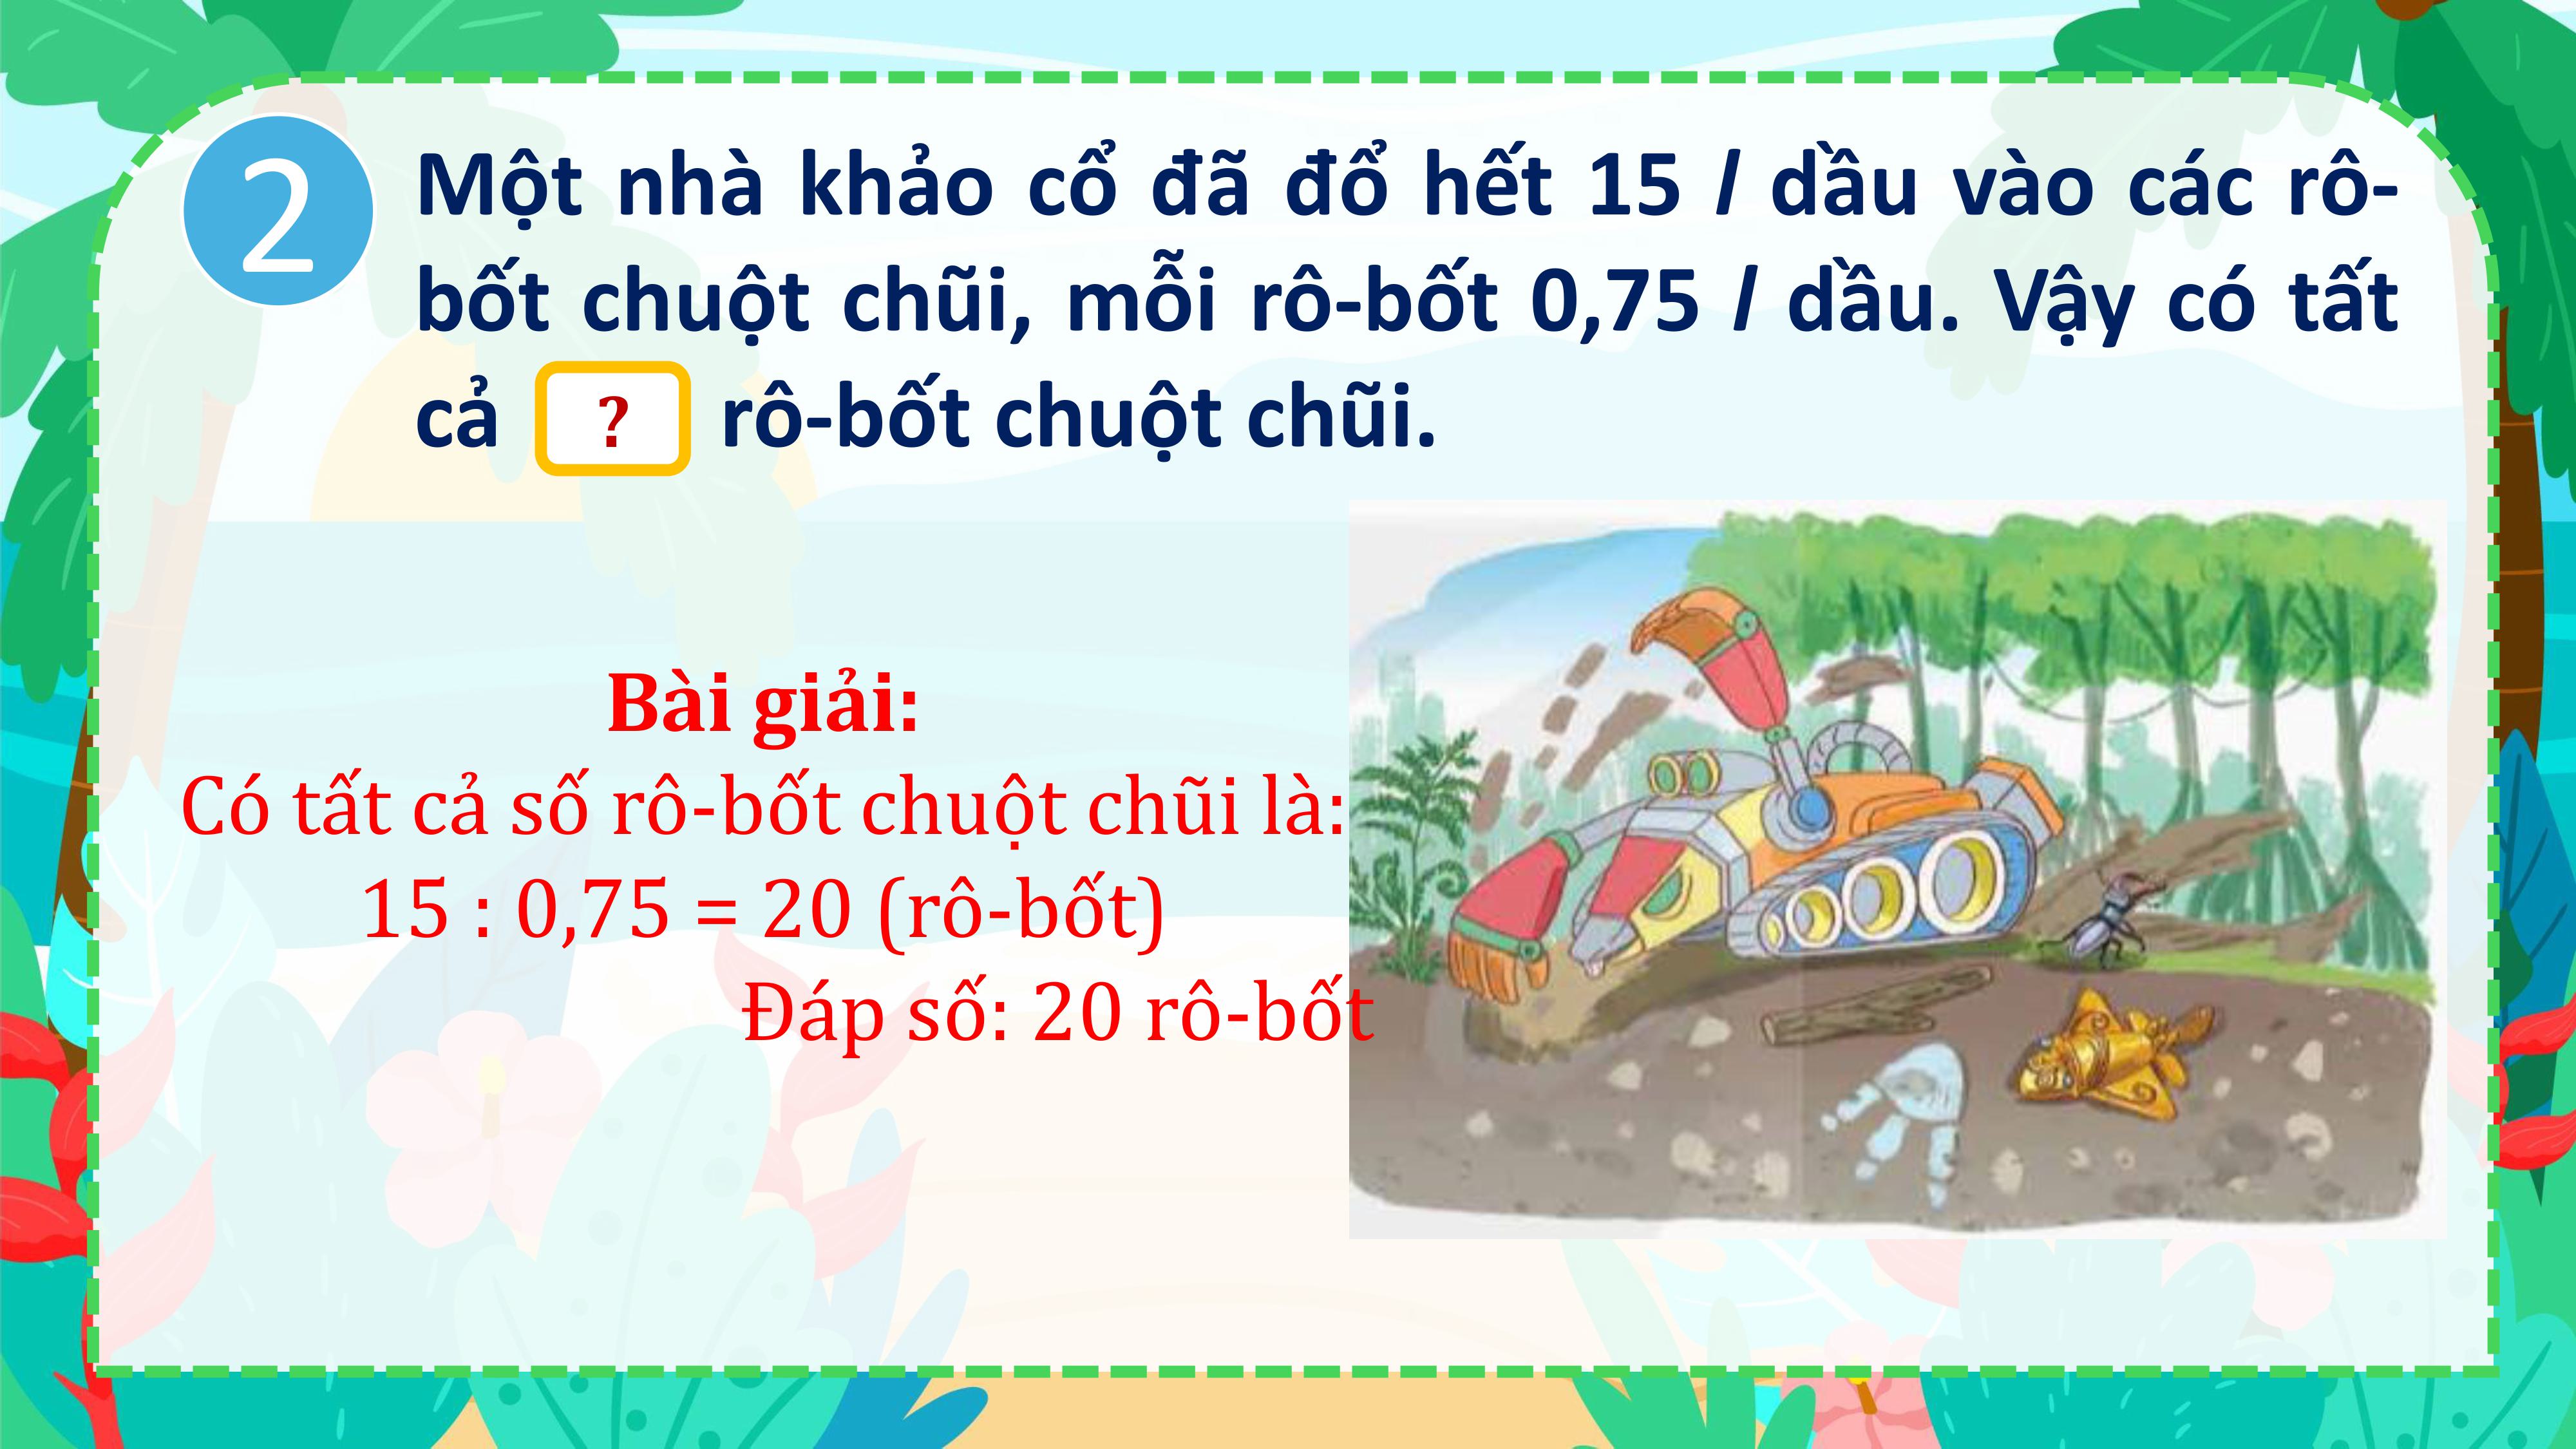 2
Một nhà khảo cổ đã đổ hết 15 l dầu vào các rô-
bốt chuột chũi, mỗi rô-bốt 0,75 l dầu. Vậy có tất
cả ? rô-bốt chuột chũi.
Bài giải:
Có tất cả số rô-bốt chuột chũi là:
15 : 0,75 = 20 (rô-bốt)
Đáp số: 20 rô-bốt